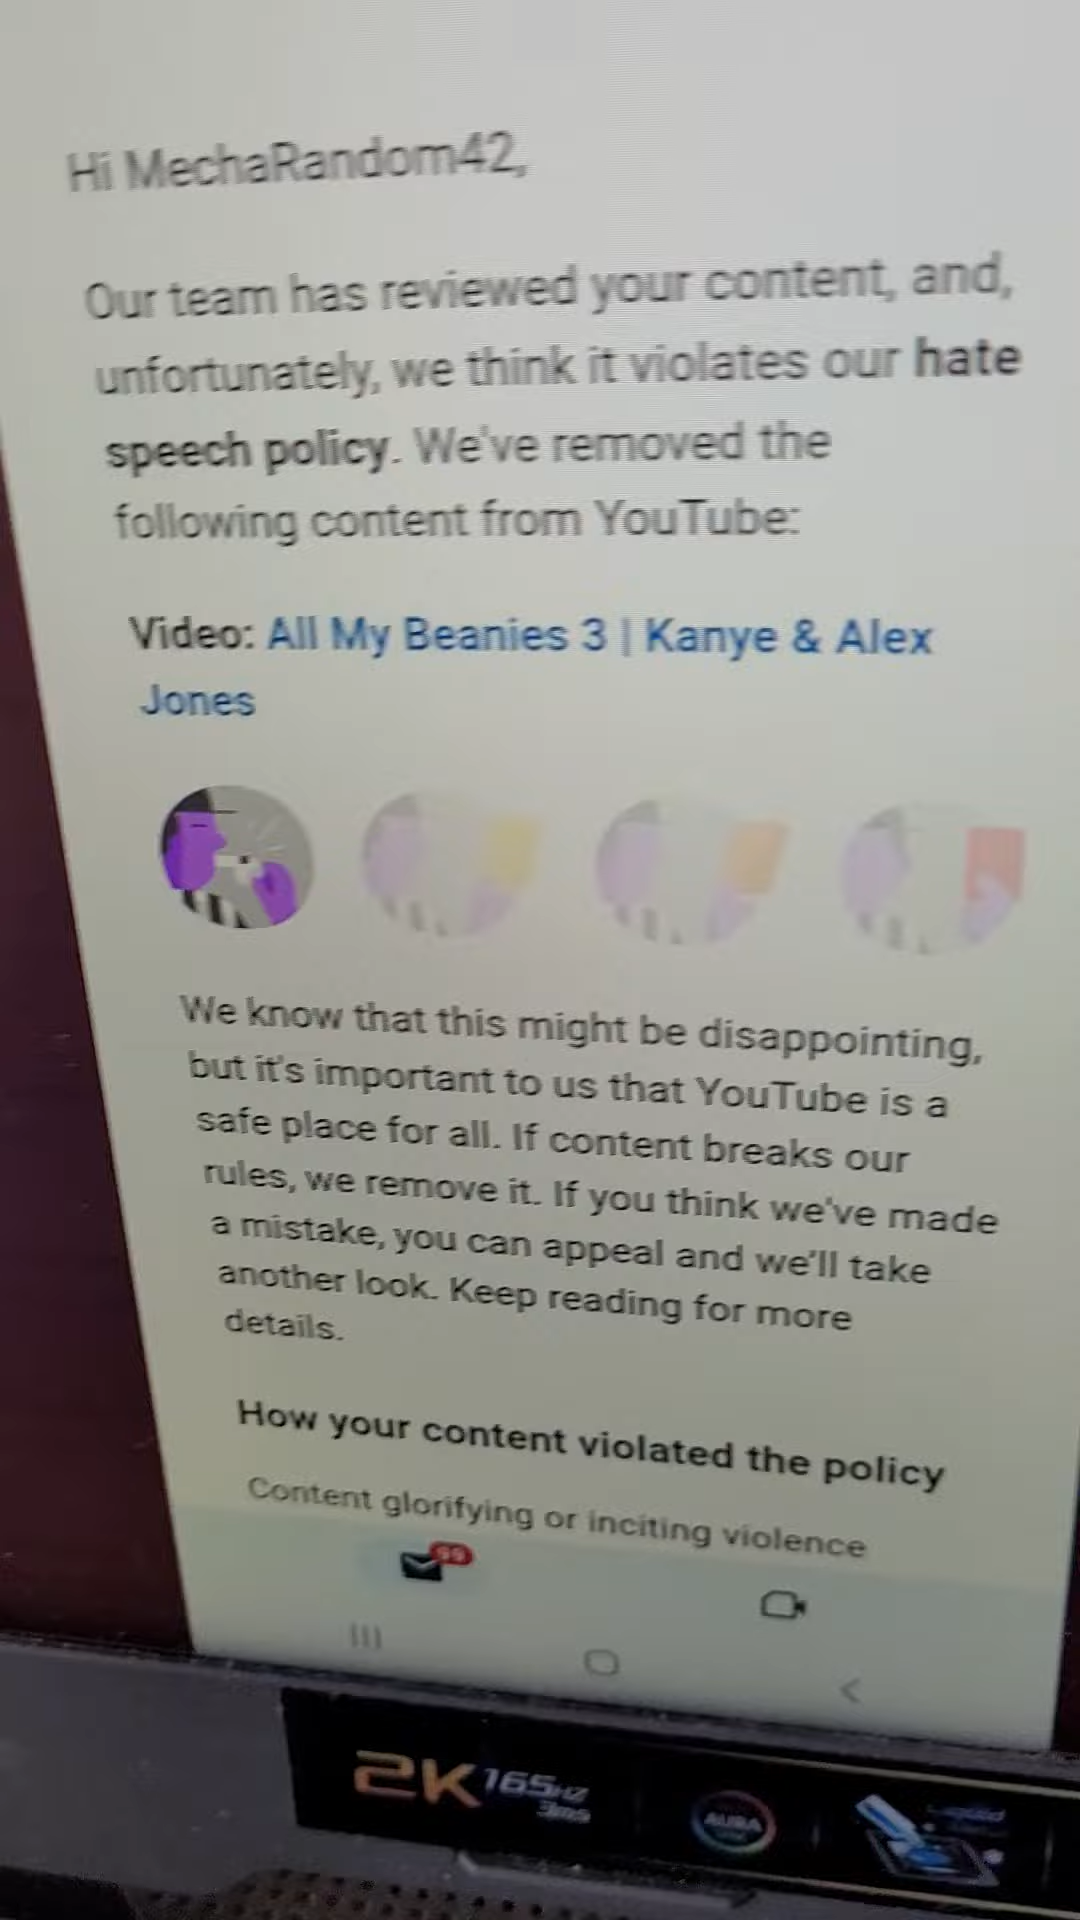 Hi MechaRandom42,
Our team has reviewed your content, and,
unfortunately, we think it violates our hate
speech policy. We've removed the
following content from YouTube:
Video: All My Beanies 3 | Kanye & Alex
Jones
We know that this might be disappointing,
but it's important to us that YouTube is a
safe place for all. If content breaks our
rules, we remove it. If you think we've made
a mistake, you can appeal and we'll take
another look. Keep reading for more
details.
How your content violated the policy
Content glorifying or inciting violence
99
2K 165Hz
3ms
AURA